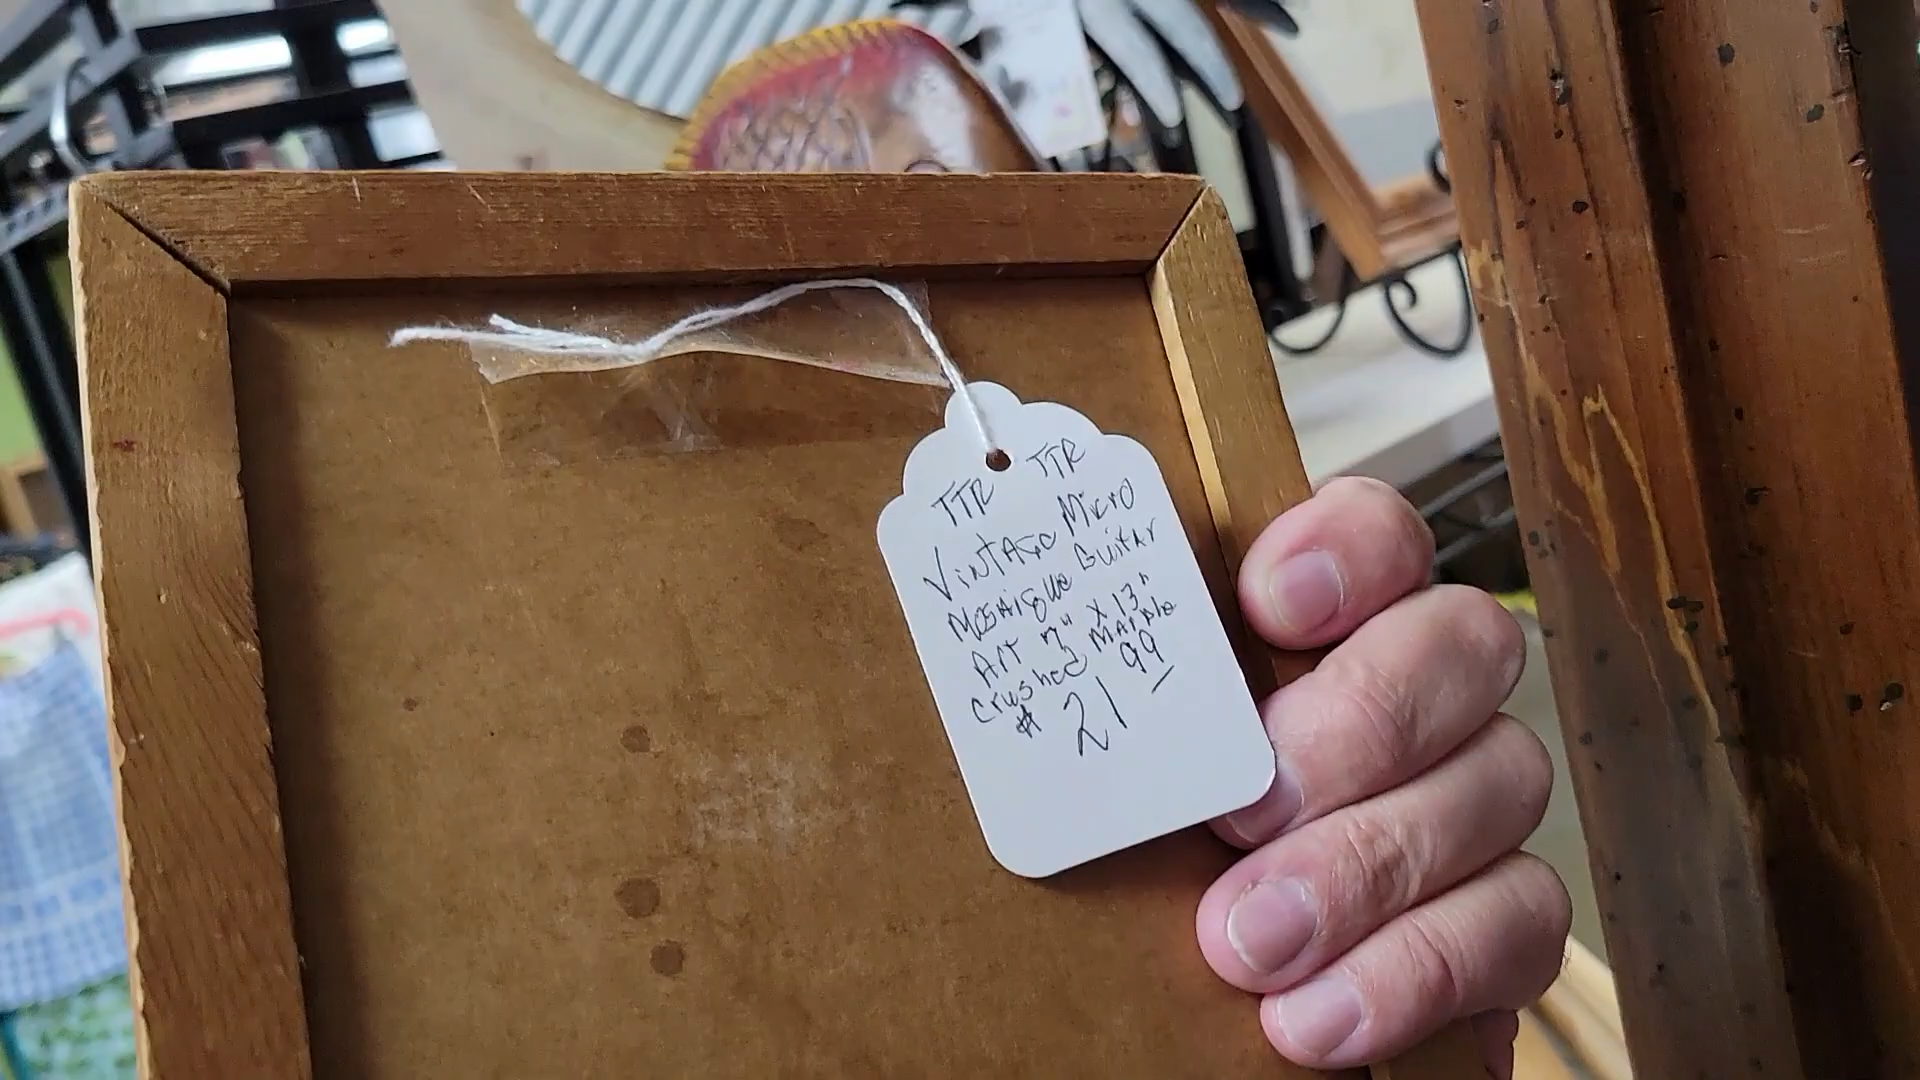 TTR TTR
Vintage Micro
Mosaique Guitar
Art 7" X 13"
Crushed Marble
$ 21 99